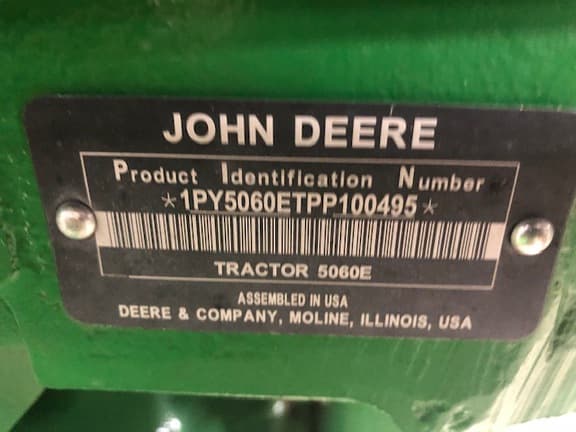 JOHN DEERE
Product Identification Number
*1PY5060ETPP100495*
TRACTOR 5060E
ASSEMBLED IN USA
DEERE & COMPANY, MOLINE, ILLINOIS, USA